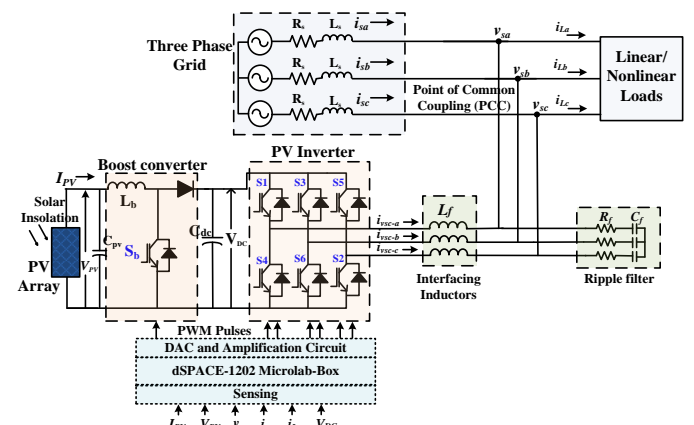 Three Phase
Grid
Rs Ls isa
Rs Ls isb
Rs Ls isc
vsa
vsb
vsc
iLa
iLb
iLc
Linear/
Nonlinear
Loads
Point of Common
Coupling (PCC)
Boost converter
PV Inverter
IPV
Lb
Solar
Insolation
PV
Array
VPV
Cpv
Sb
Cdc
VDC
S1 S3 S5
S4 S6 S2
ivsc-a
ivsc-b
ivsc-c
Lf
Interfacing
Inductors
Rf Cf
Ripple filter
PWM Pulses
DAC and Amplification Circuit
dSPACE-1202 Microlab-Box
Sensing